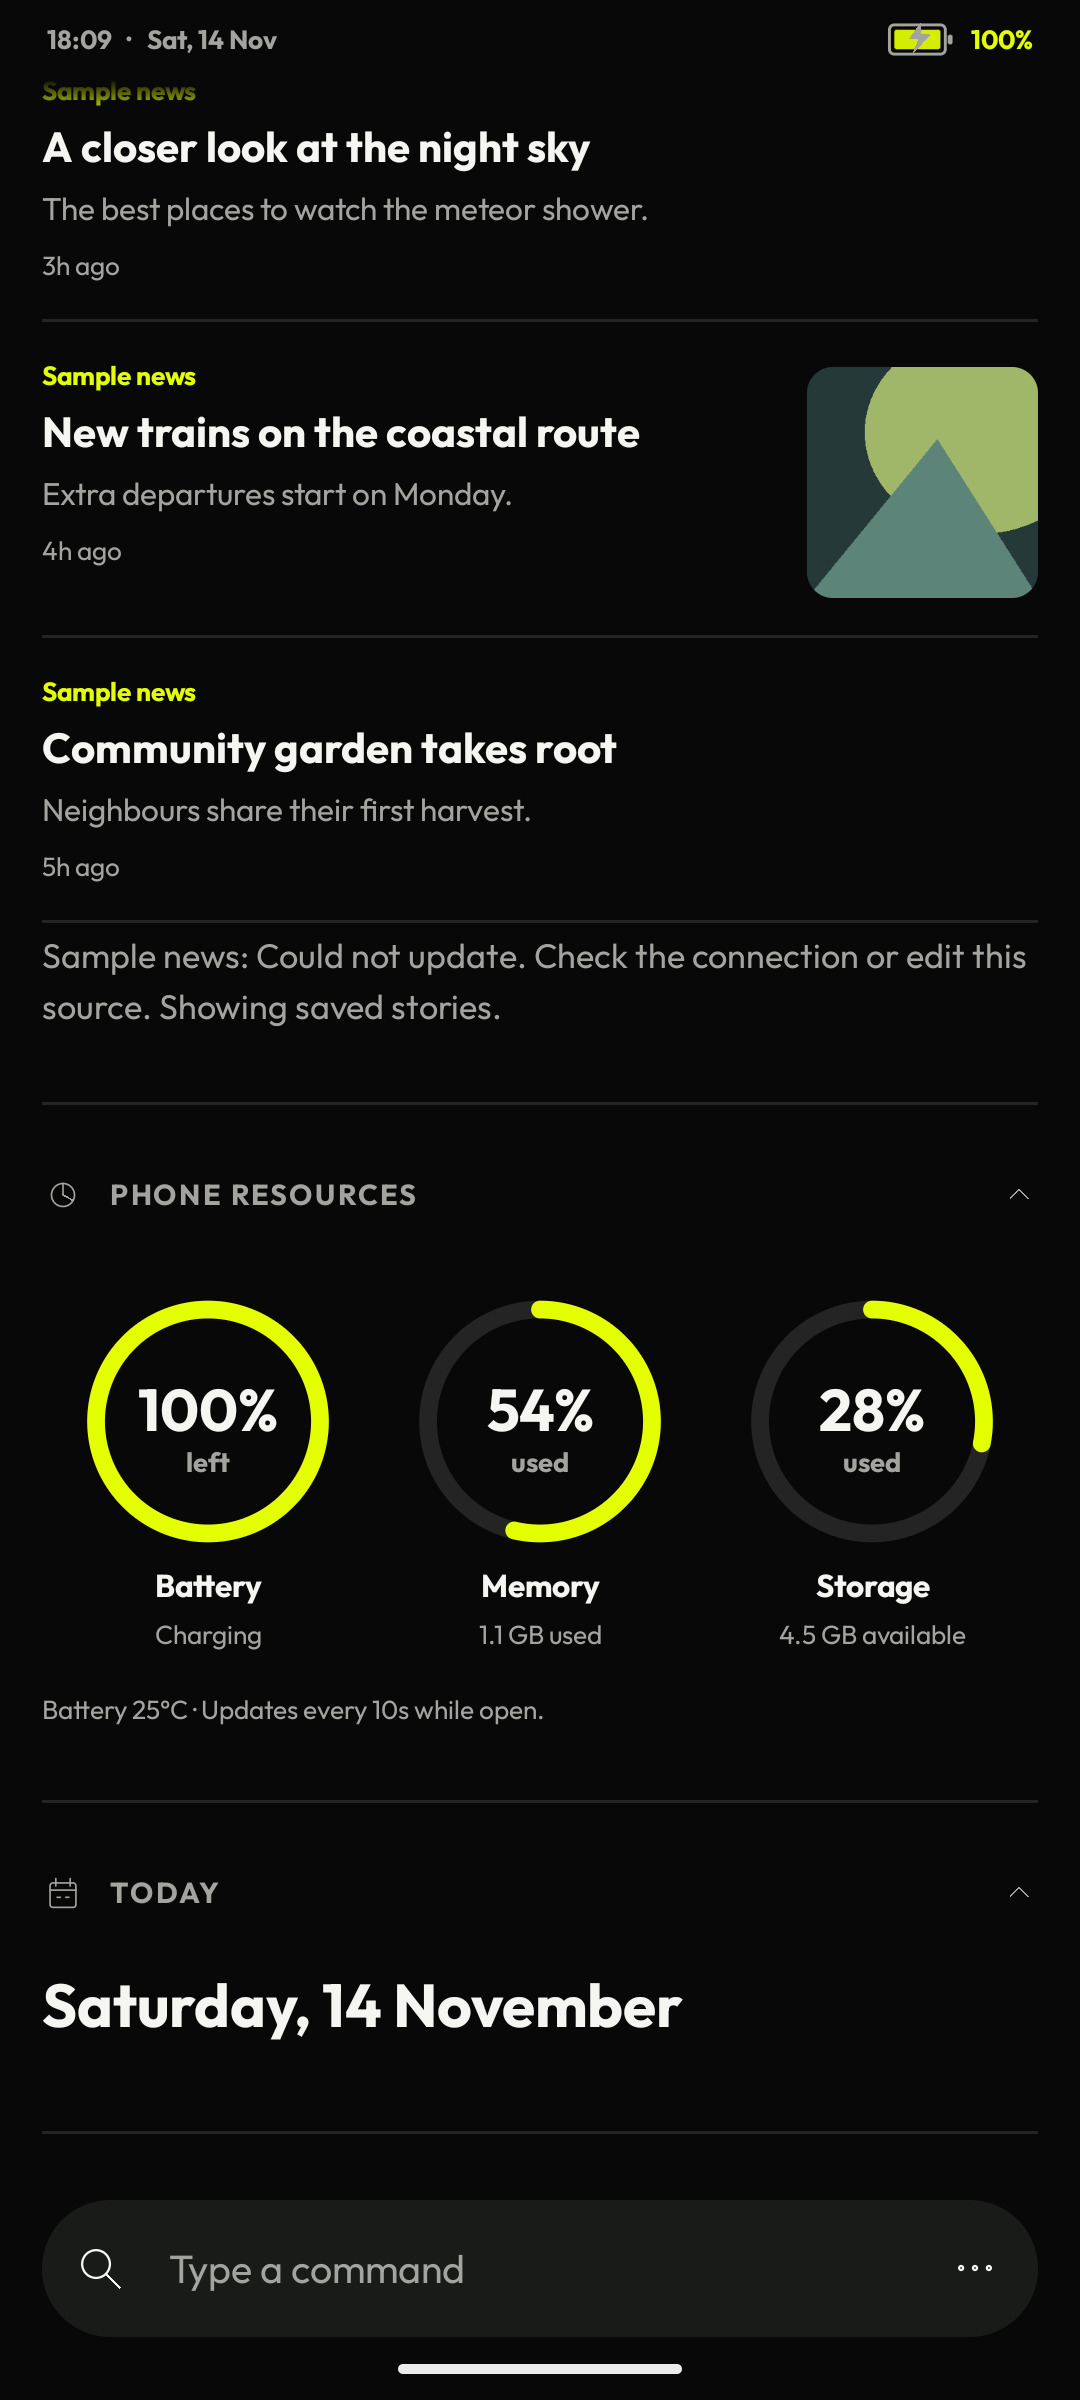 18:09 · Sat, 14 Nov
100%
Sample news
A closer look at the night sky
The best places to watch the meteor shower.
3h ago
Sample news
New trains on the coastal route
Extra departures start on Monday.
4h ago
Sample news
Community garden takes root
Neighbours share their first harvest.
5h ago
Sample news: Could not update. Check the connection or edit this
source. Showing saved stories.
PHONE RESOURCES
100%
left
Battery
Charging
54%
used
Memory
1.1 GB used
28%
used
Storage
4.5 GB available
Battery 25°C · Updates every 10s while open.
TODAY
Saturday, 14 November
Type a command